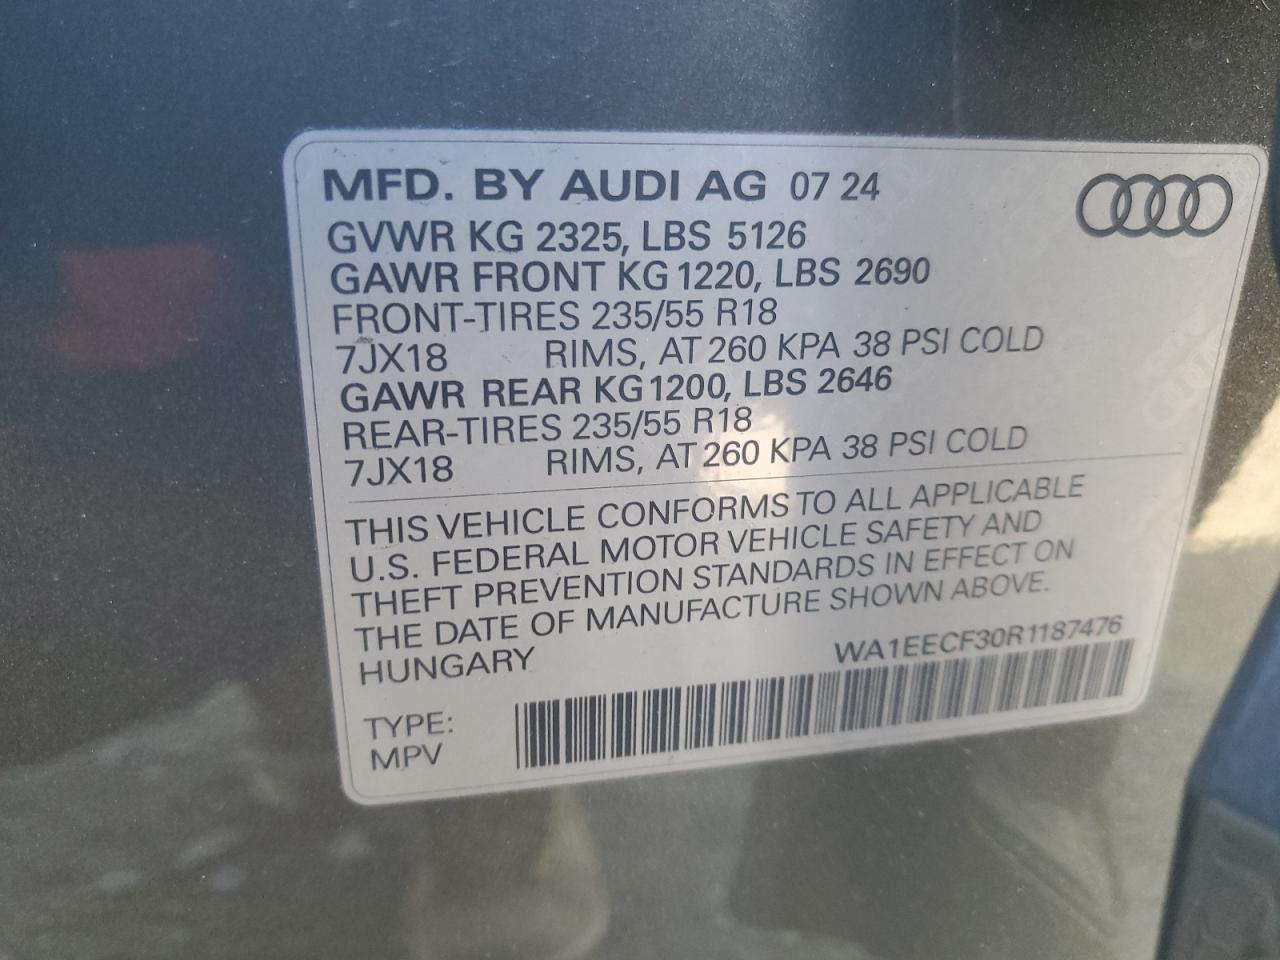 MFD. BY AUDI AG 07 24
GVWR KG 2325, LBS 5126
GAWR FRONT KG 1220, LBS 2690
FRONT-TIRES 235/55 R18
7JX18 RIMS, AT 260 KPA 38 PSI COLD
GAWR REAR KG 1200, LBS 2646
REAR-TIRES 235/55 R18
7JX18 RIMS, AT 260 KPA 38 PSI COLD
THIS VEHICLE CONFORMS TO ALL APPLICABLE
U.S. FEDERAL MOTOR VEHICLE SAFETY AND
THEFT PREVENTION STANDARDS IN EFFECT ON
THE DATE OF MANUFACTURE SHOWN ABOVE.
HUNGARY WA1EECF30R1187476
TYPE:
MPV